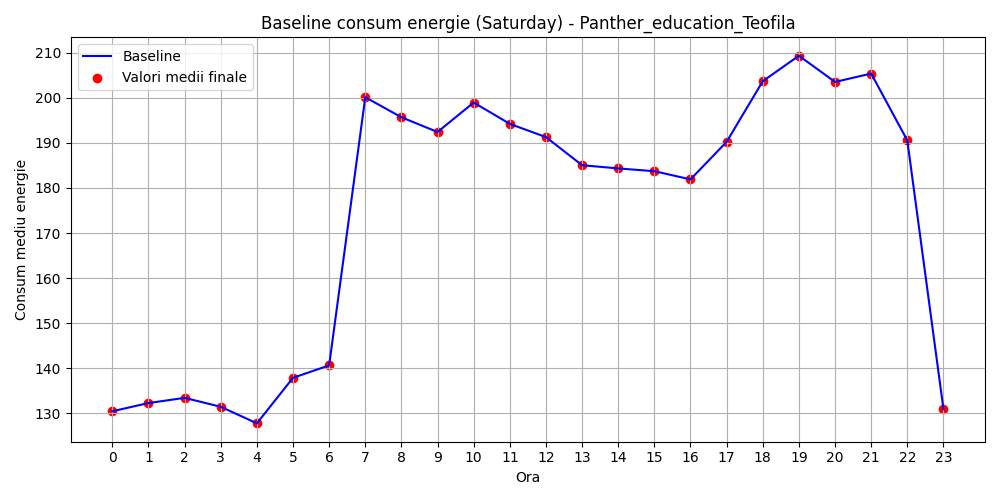 Baseline consum energie (Saturday) - Panther_education_Teofila
Baseline
Valori medii finale
Consum mediu energie
210
200
190
180
170
160
150
140
130
0 1 2 3 4 5 6 7 8 9 10 11 12 13 14 15 16 17 18 19 20 21 22 23
Ora